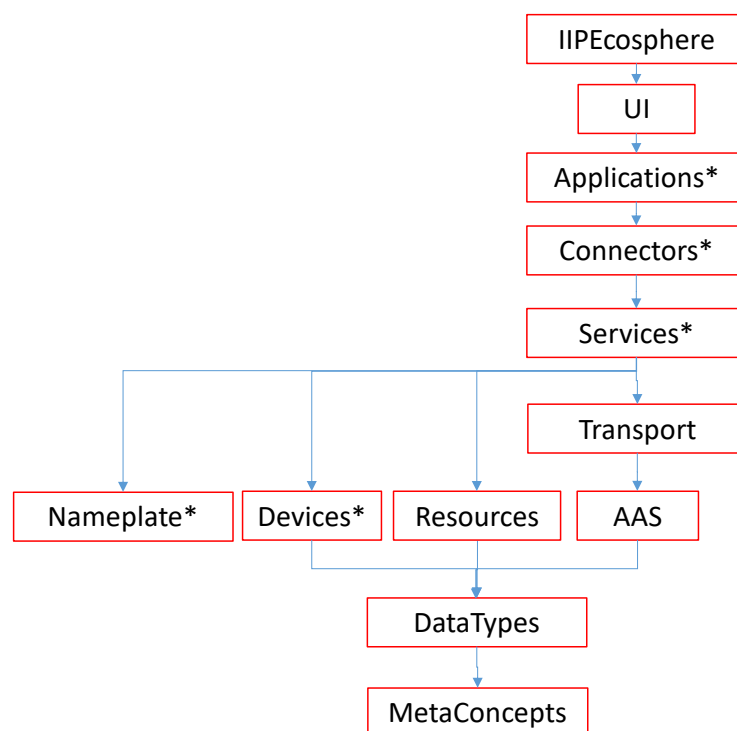 IIPEcosphere
UI
Applications*
Connectors*
Services*
Transport
Nameplate*
Devices*
Resources
AAS
DataTypes
MetaConcepts